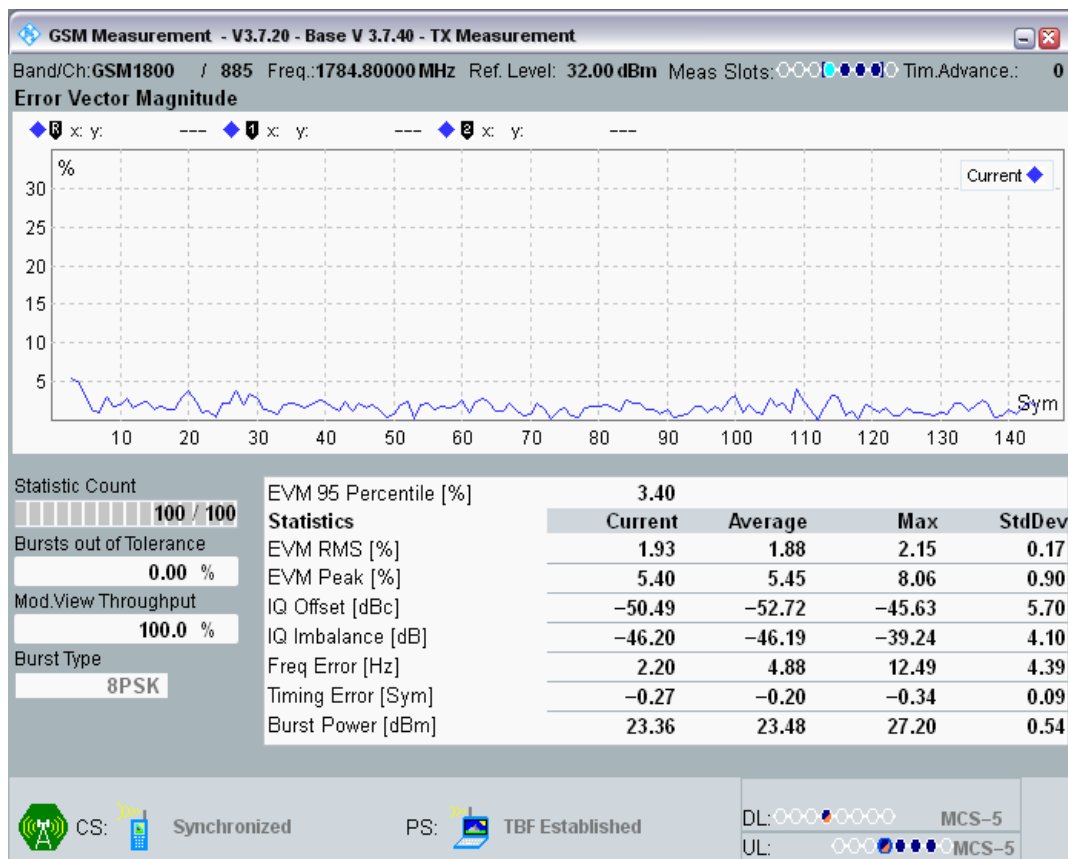 GSM Measurement - V3.7.20 - Base V 3.7.40 - TX Measurement
Band/Ch:GSM1800 / 885 Freq.:1784.80000 MHz Ref. Level: 32.00 dBm Meas Slots: Tim.Advance.: 0
Error Vector Magnitude
R x: y: --- 1 x: y: --- 2 x: y: ---
%
Current
30
25
20
15
10
5
Sym
10 20 30 40 50 60 70 80 90 100 110 120 130 140
Statistic Count
100 / 100
Bursts out of Tolerance
0.00 %
Mod.View Throughput
100.0 %
Burst Type
8PSK
EVM 95 Percentile [%] 3.40
Statistics Current Average Max StdDev
EVM RMS [%] 1.93 1.88 2.15 0.17
EVM Peak [%] 5.40 5.45 8.06 0.90
IQ Offset [dBc] −50.49 −52.72 −45.63 5.70
IQ Imbalance [dB] −46.20 −46.19 −39.24 4.10
Freq Error [Hz] 2.20 4.88 12.49 4.39
Timing Error [Sym] −0.27 −0.20 −0.34 0.09
Burst Power [dBm] 23.36 23.48 27.20 0.54
CS: Synchronized PS: TBF Established
DL: MCS−5
UL: MCS−5